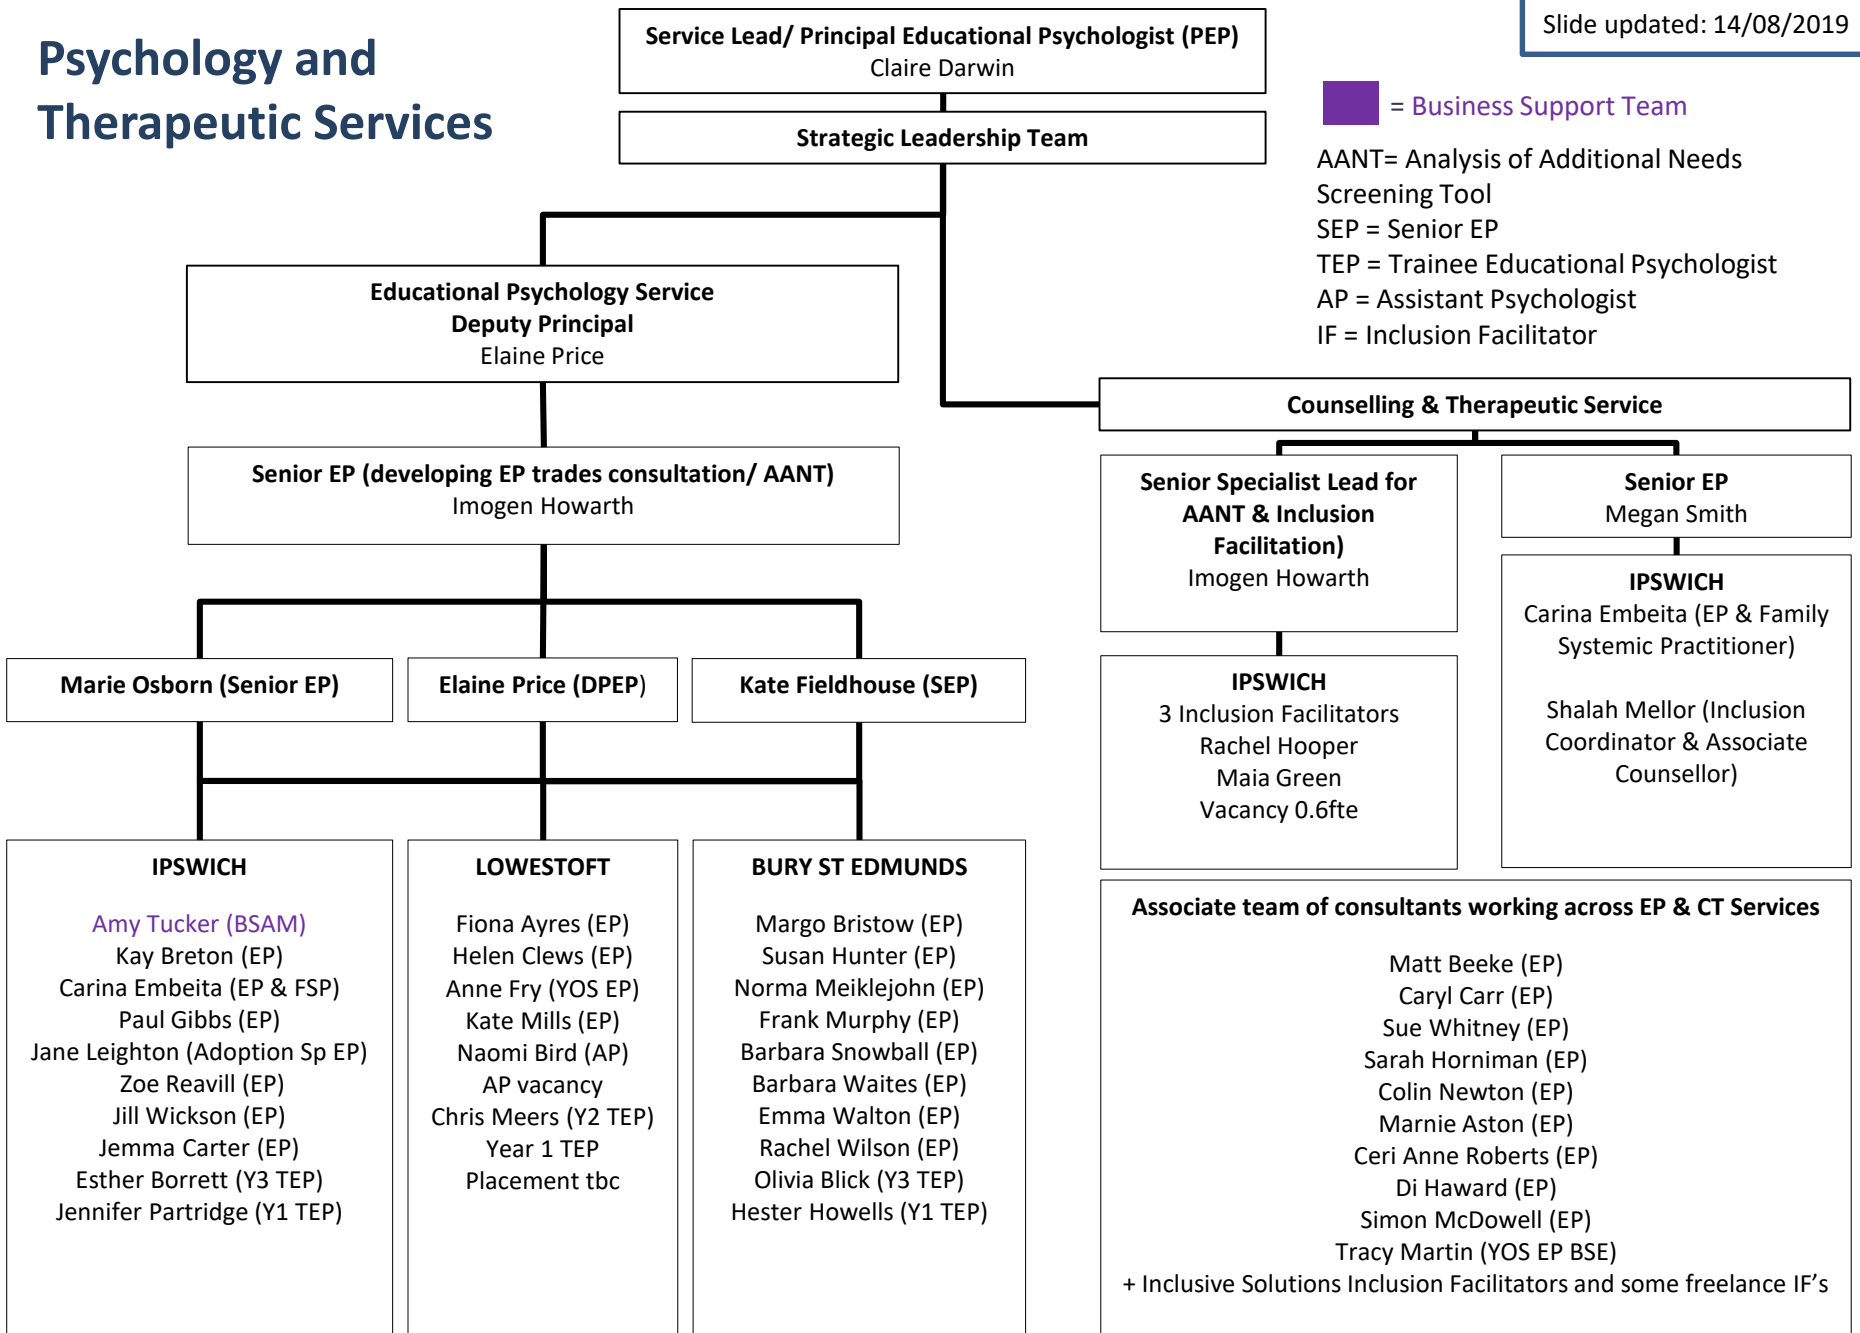 Psychology and
Therapeutic Services
Service Lead/ Principal Educational Psychologist (PEP)
Claire Darwin
Strategic Leadership Team
Slide updated: 14/08/2019
= Business Support Team
AANT= Analysis of Additional Needs
Screening Tool
SEP = Senior EP
TEP = Trainee Educational Psychologist
AP = Assistant Psychologist
IF = Inclusion Facilitator
Educational Psychology Service
Deputy Principal
Elaine Price
Senior EP (developing EP trades consultation/ AANT)
Imogen Howarth
Marie Osborn (Senior EP)
Elaine Price (DPEP)
Kate Fieldhouse (SEP)
IPSWICH
Amy Tucker (BSAM)
Kay Breton (EP)
Carina Embeita (EP & FSP)
Paul Gibbs (EP)
Jane Leighton (Adoption Sp EP)
Zoe Reavill (EP)
Jill Wickson (EP)
Jemma Carter (EP)
Esther Borrett (Y3 TEP)
Jennifer Partridge (Y1 TEP)
LOWESTOFT
Fiona Ayres (EP)
Helen Clews (EP)
Anne Fry (YOS EP)
Kate Mills (EP)
Naomi Bird (AP)
AP vacancy
Chris Meers (Y2 TEP)
Year 1 TEP
Placement tbc
BURY ST EDMUNDS
Margo Bristow (EP)
Susan Hunter (EP)
Norma Meiklejohn (EP)
Frank Murphy (EP)
Barbara Snowball (EP)
Barbara Waites (EP)
Emma Walton (EP)
Rachel Wilson (EP)
Olivia Blick (Y3 TEP)
Hester Howells (Y1 TEP)
Counselling & Therapeutic Service
Senior Specialist Lead for
AANT & Inclusion
Facilitation)
Imogen Howarth
IPSWICH
3 Inclusion Facilitators
Rachel Hooper
Maia Green
Vacancy 0.6fte
Senior EP
Megan Smith
IPSWICH
Carina Embeita (EP & Family
Systemic Practitioner)
Shalah Mellor (Inclusion
Coordinator & Associate
Counsellor)
Associate team of consultants working across EP & CT Services
Matt Beeke (EP)
Caryl Carr (EP)
Sue Whitney (EP)
Sarah Horniman (EP)
Colin Newton (EP)
Marnie Aston (EP)
Ceri Anne Roberts (EP)
Di Haward (EP)
Simon McDowell (EP)
Tracy Martin (YOS EP BSE)
+ Inclusive Solutions Inclusion Facilitators and some freelance IF’s